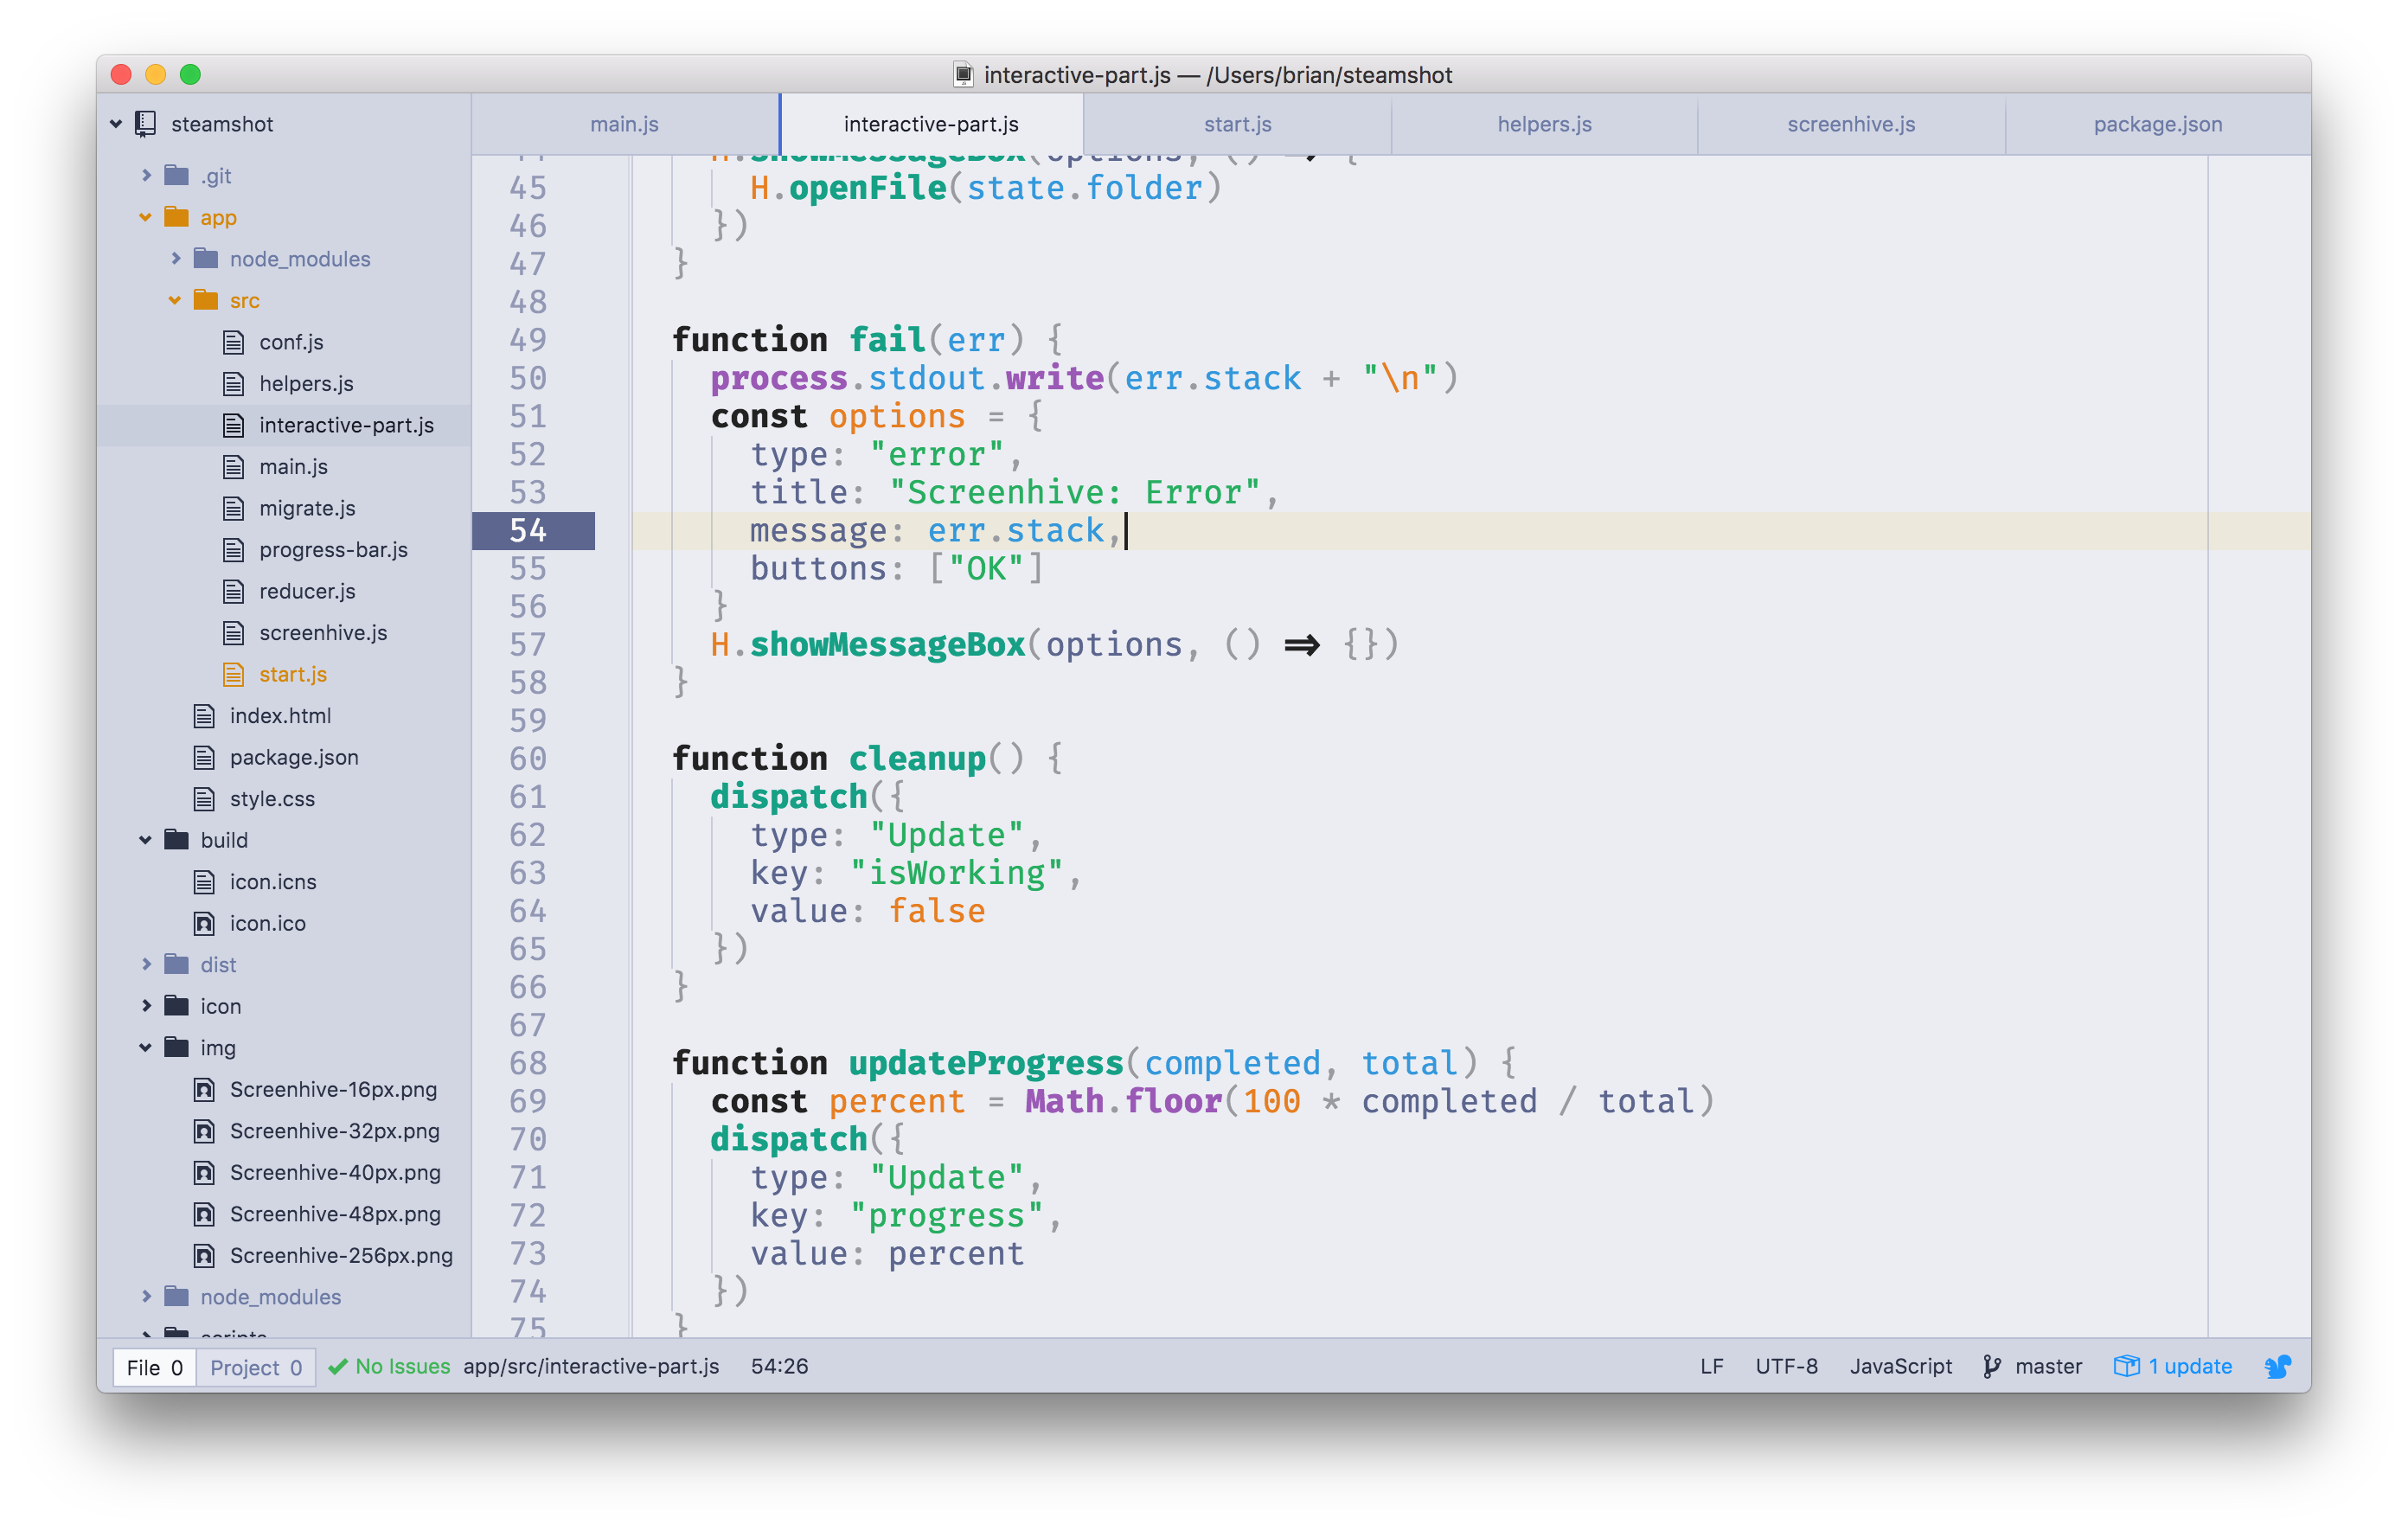 interactive-part.js — /Users/brian/steamshot
steamshot
.git
app
node_modules
src
conf.js
helpers.js
interactive-part.js
main.js
migrate.js
progress-bar.js
reducer.js
screenhive.js
start.js
index.html
package.json
style.css
build
icon.icns
icon.ico
dist
icon
img
Screenhive-16px.png
Screenhive-32px.png
Screenhive-40px.png
Screenhive-48px.png
Screenhive-256px.png
node_modules
scripts
main.js interactive-part.js start.js helpers.js screenhive.js package.json
44 H.showMessageBox(options, () => {
45 H.openFile(state.folder)
46 })
47 }
48
49 function fail(err) {
50 process.stdout.write(err.stack + "\n")
51 const options = {
52 type: "error",
53 title: "Screenhive: Error",
54 message: err.stack,
55 buttons: ["OK"]
56 }
57 H.showMessageBox(options, () => {})
58 }
59
60 function cleanup() {
61 dispatch({
62 type: "Update",
63 key: "isWorking",
64 value: false
65 })
66 }
67
68 function updateProgress(completed, total) {
69 const percent = Math.floor(100 * completed / total)
70 dispatch({
71 type: "Update",
72 key: "progress",
73 value: percent
74 })
75 }
File 0 Project 0 No Issues app/src/interactive-part.js 54:26 LF UTF-8 JavaScript master 1 update